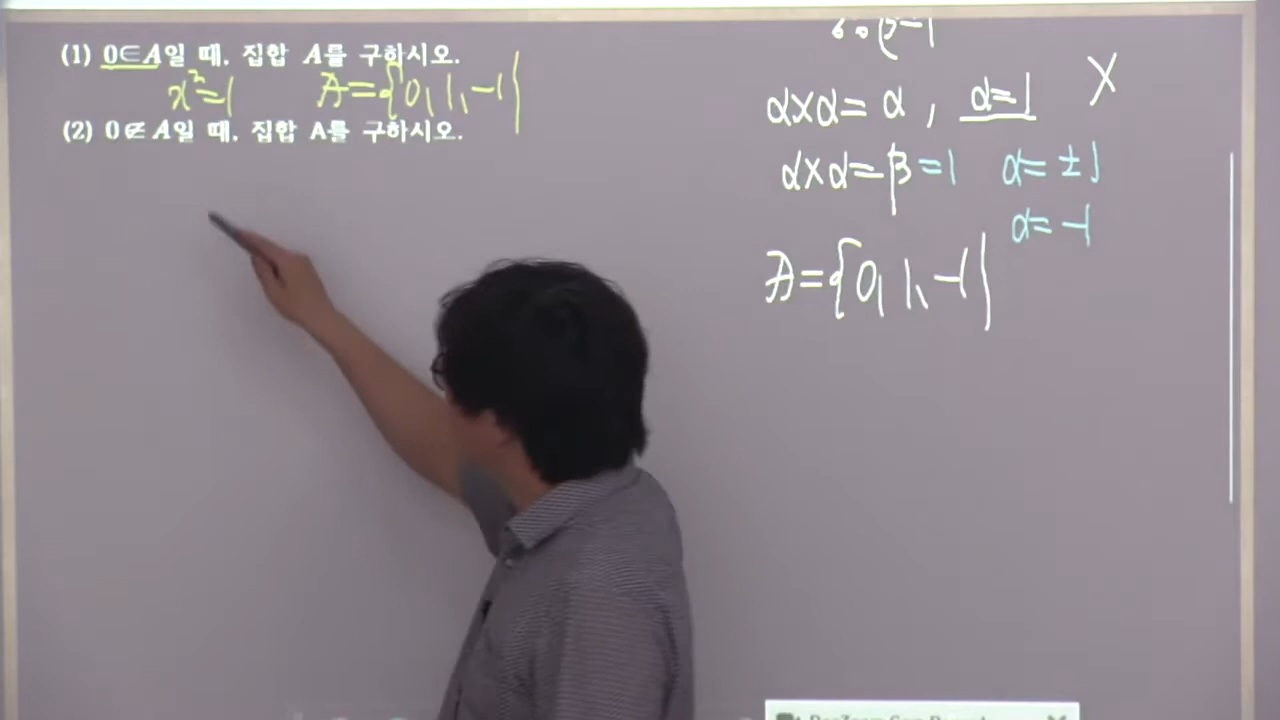 (1) 0∈A일 때, 집합 A를 구하시오.
x²=1 A={0, 1, -1}
(2) 0∉A일 때, 집합 A를 구하시오.
α×α=α, α=1 X
α×α=β=1 α=±1
α=-1
A={0, 1, -1}